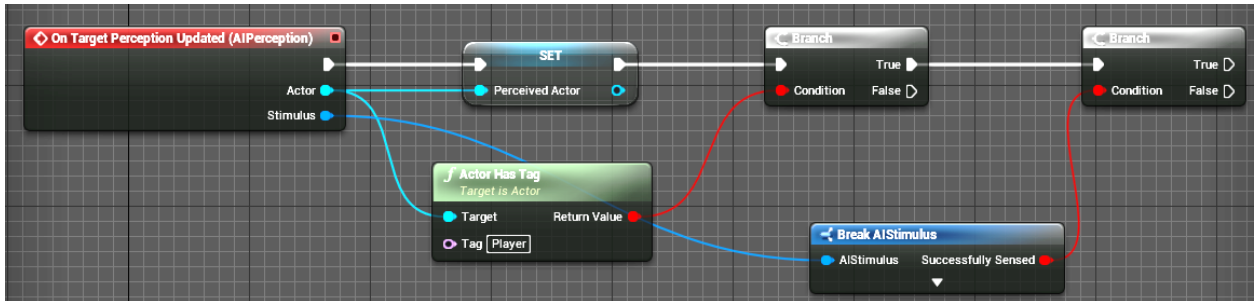 On Target Perception Updated (AIPerception)
Actor
Stimulus
SET
Perceived Actor
Actor Has Tag
Target is Actor
Target
Return Value
Tag Player
Branch
True
Condition
False
Break AIStimulus
AIStimulus
Successfully Sensed
Branch
True
Condition
False